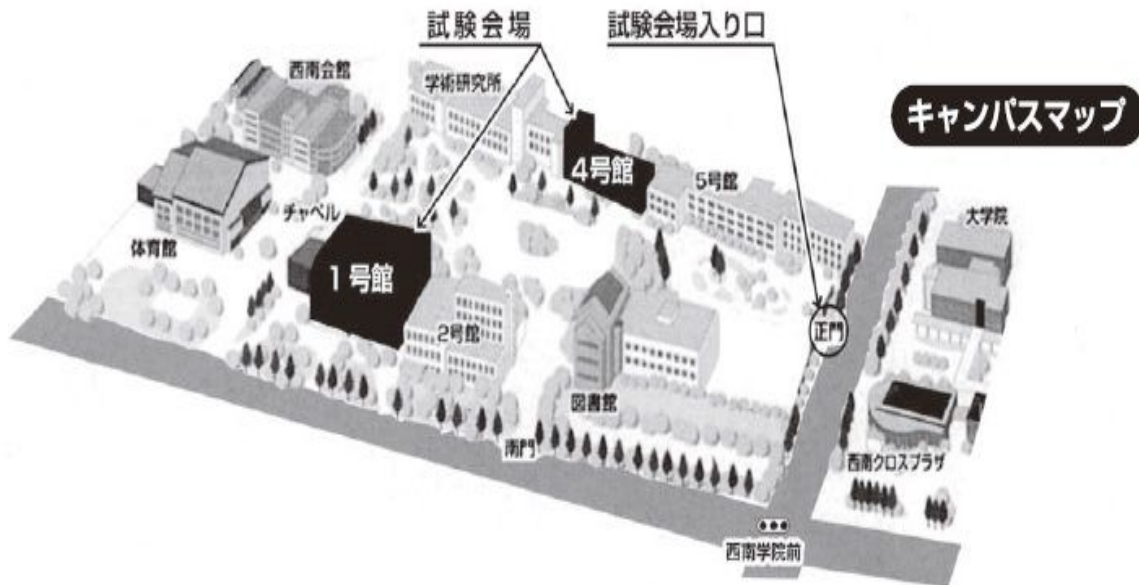 試験会場
試験会場入り口
キャンパスマップ
西南会館
学術研究所
4号館
5号館
大学院
チャペル
体育館
1号館
2号館
正門
図書館
南門
西南クロスプラザ
西南学院前